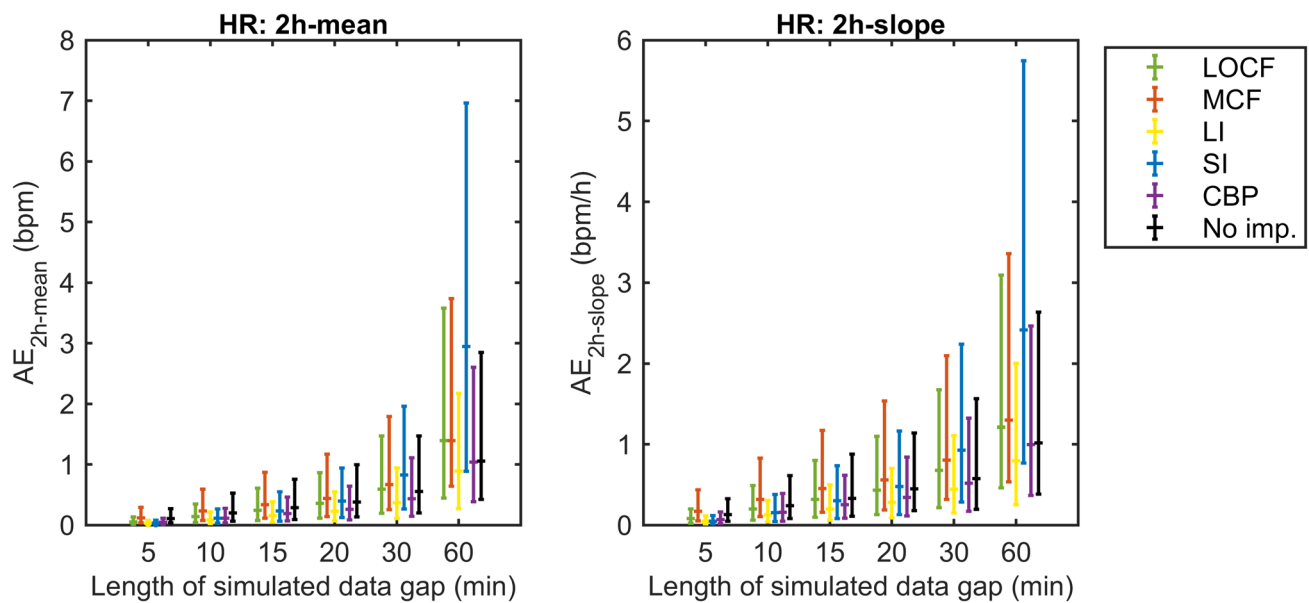 HR: 2h-mean
AE2h-mean (bpm)
8
7
6
5
4
3
2
1
0
5 10 15 20 30 60
Length of simulated data gap (min)
HR: 2h-slope
AE2h-slope (bpm/h)
6
5
4
3
2
1
0
5 10 15 20 30 60
Length of simulated data gap (min)
LOCF
MCF
LI
SI
CBP
No imp.